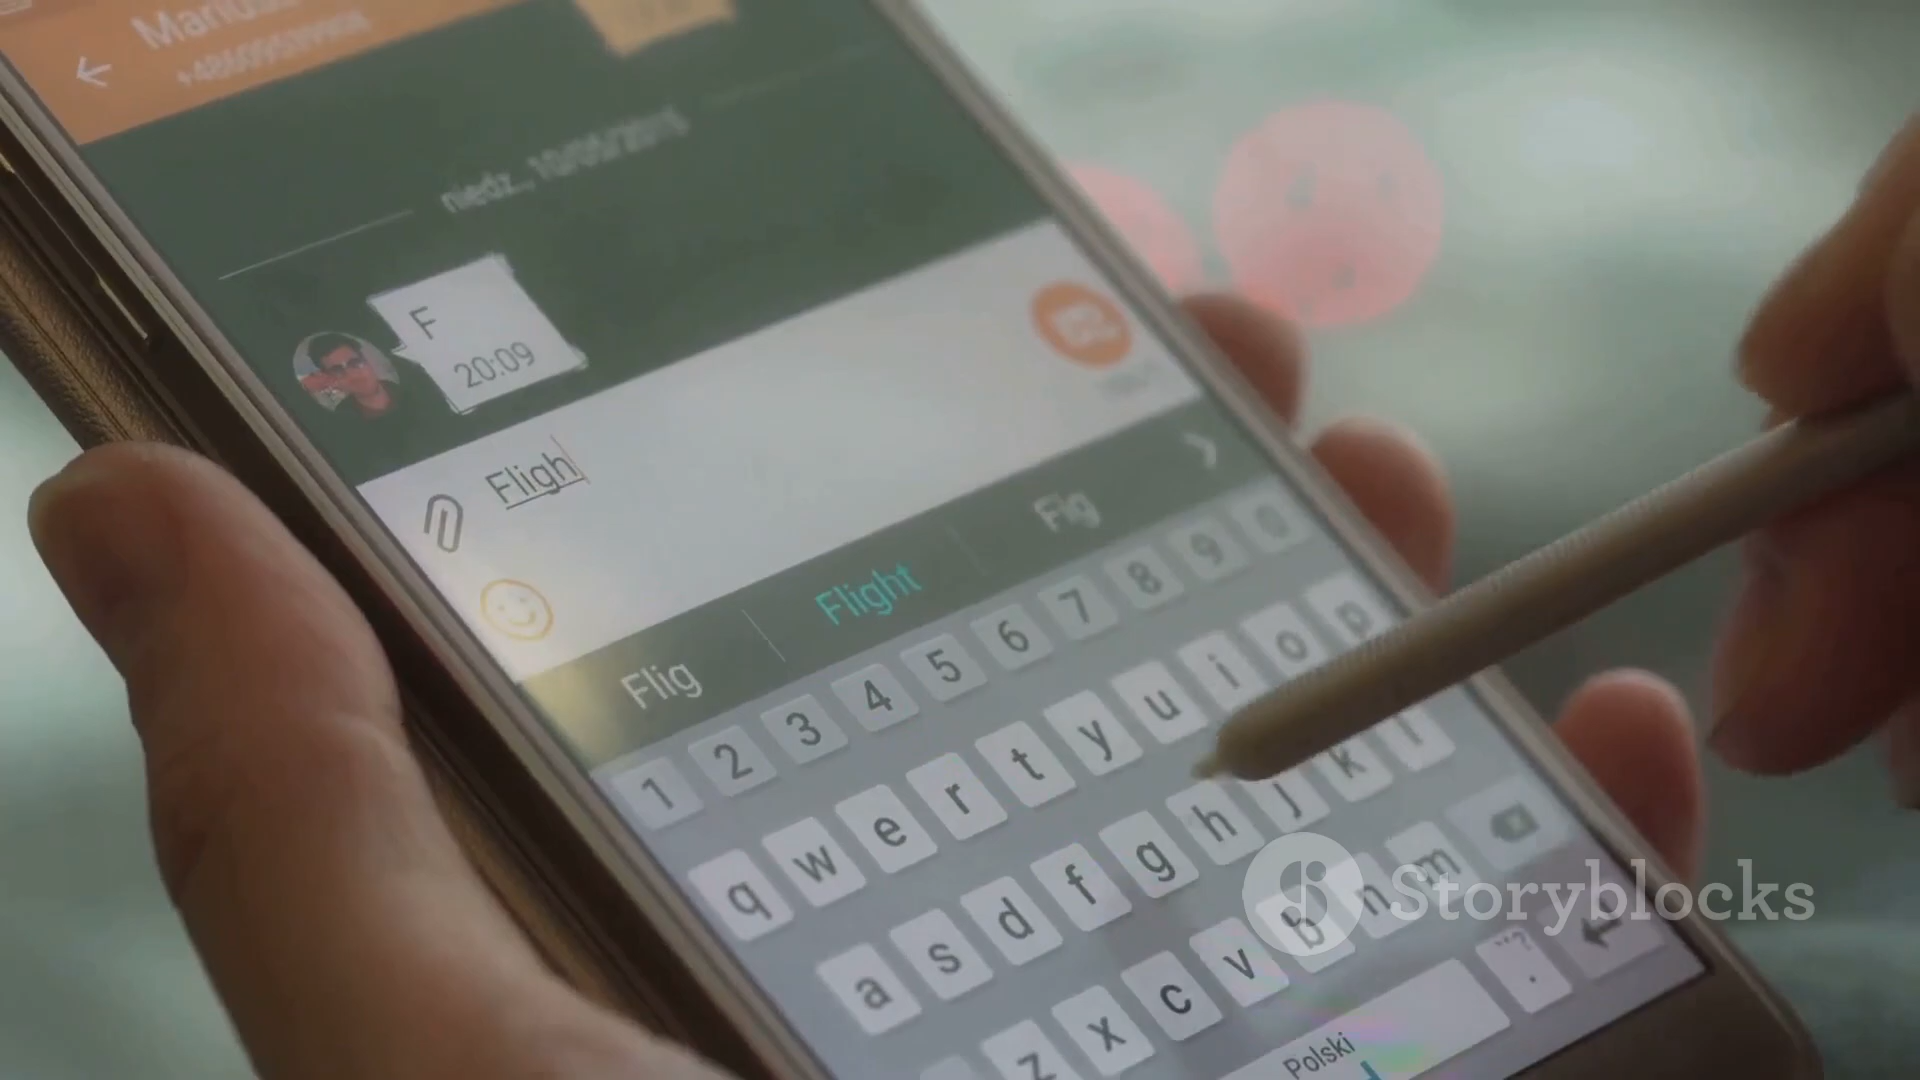 niedz., 10/05/2015
F
20:09
Fligh
Flig Flight Fig
1 2 3 4 5 6 7 8 9 0
q w e r t y u i o p
a s d f g h j k l
z x c v b n m
Polski
Storyblocks